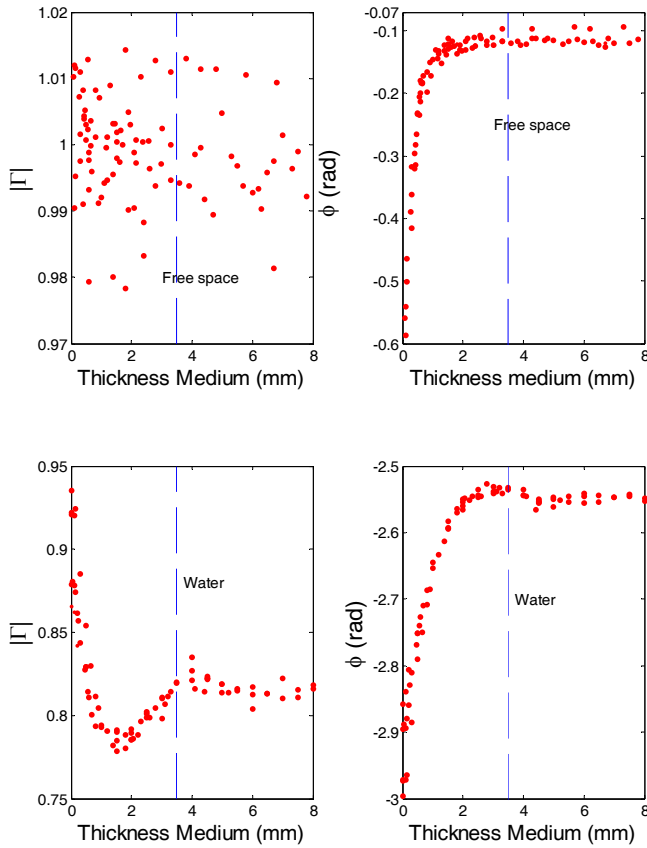 1.02
1.01
1
0.99
0.98
0.97
|Γ|
Free space
0 2 4 6 8
Thickness Medium (mm)
-0.07
-0.1
-0.2
-0.3
-0.4
-0.5
-0.6
ϕ (rad)
Free space
0 2 4 6 8
Thickness medium (mm)
0.95
0.9
0.85
0.8
0.75
|Γ|
Water
0 2 4 6 8
Thickness Medium (mm)
-2.5
-2.6
-2.7
-2.8
-2.9
-3
ϕ (rad)
Water
0 2 4 6 8
Thickness Medium (mm)